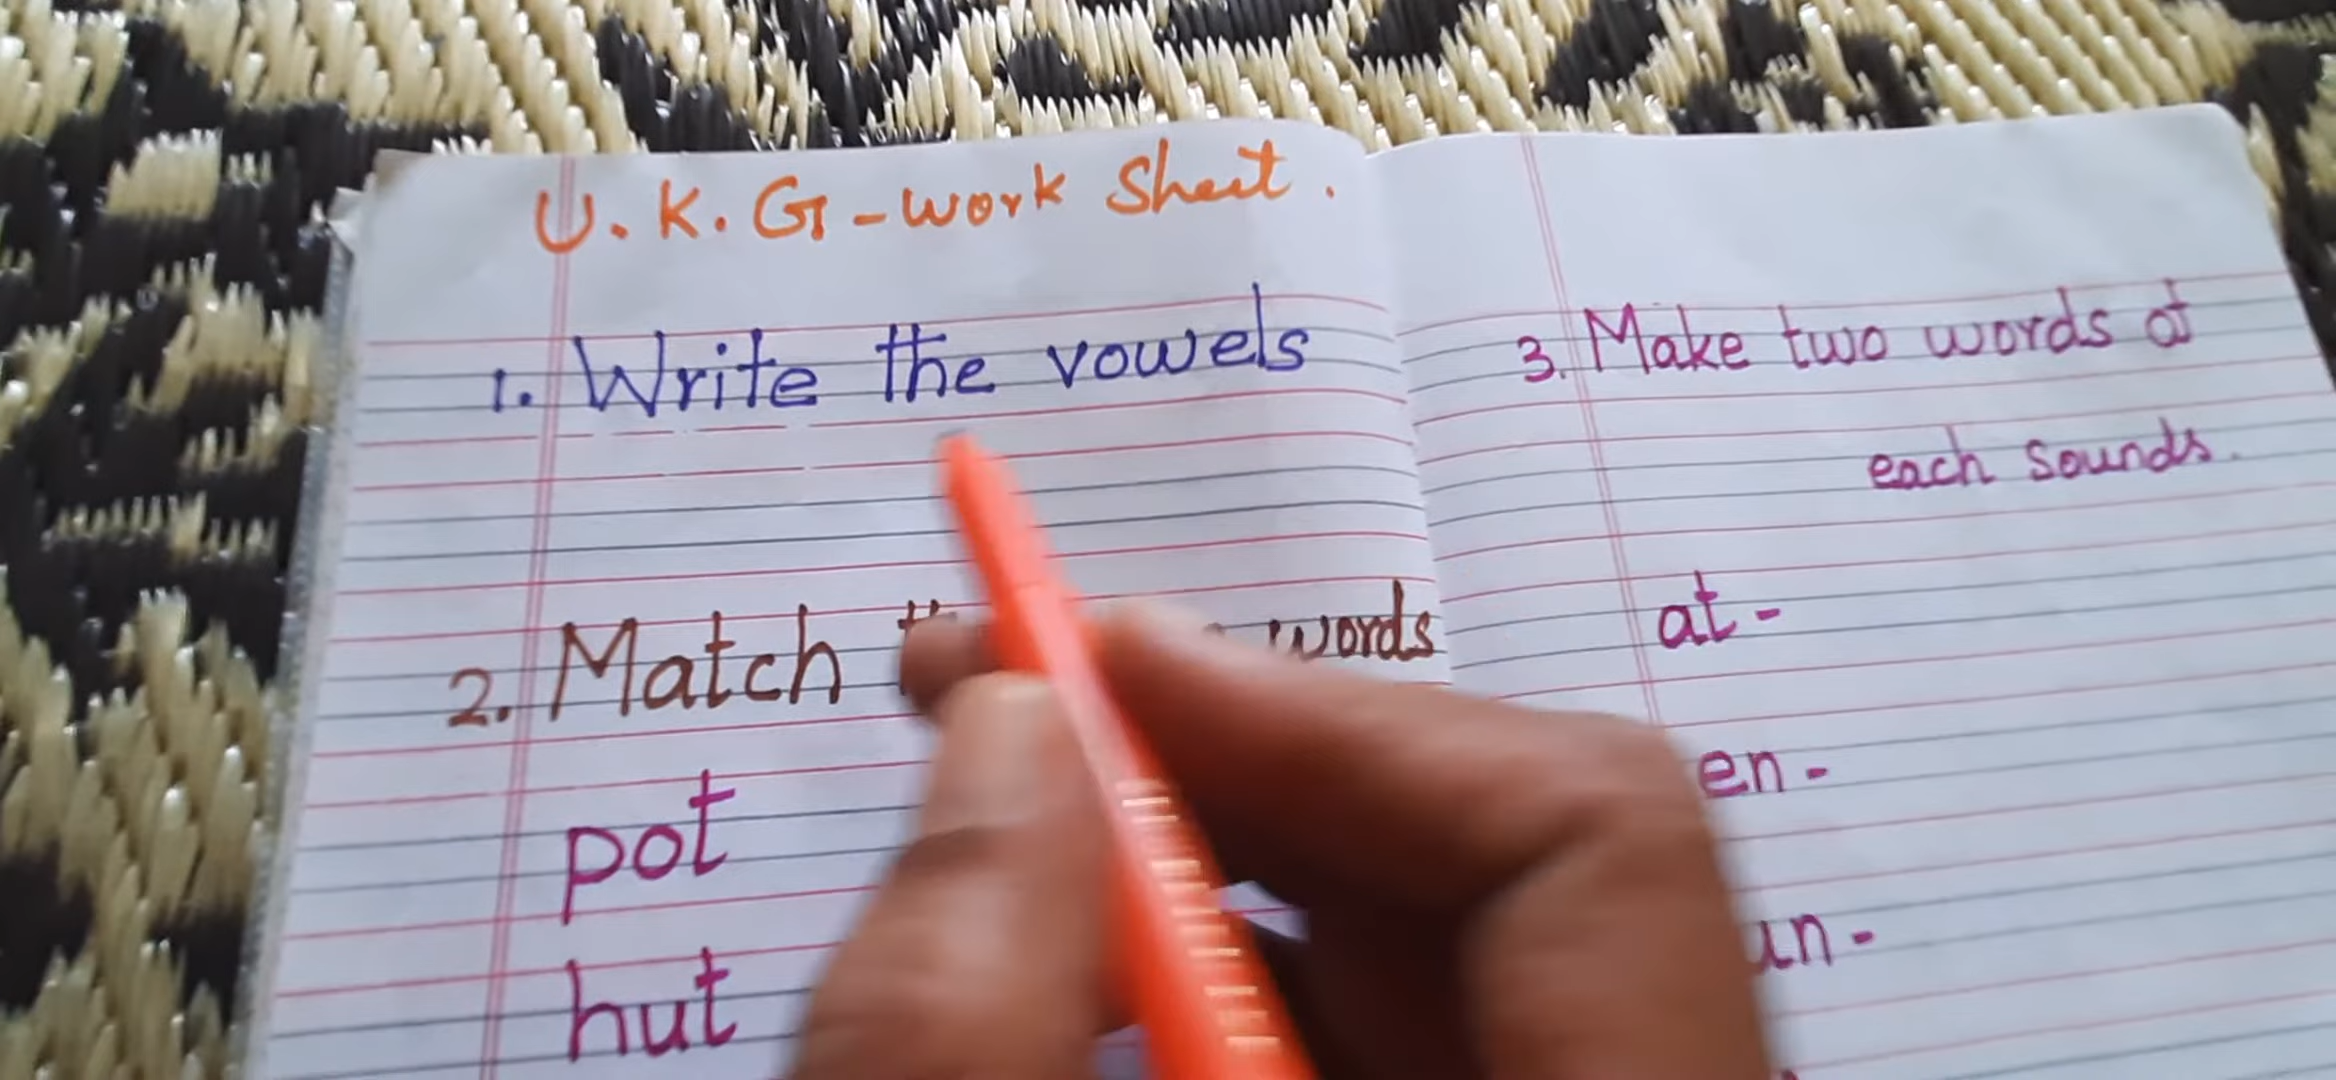 U.K.G - work Sheet.
1. Write the vowels
2. Match words
pot
hut
3. Make two words of
each sounds.
at -
en -
un -